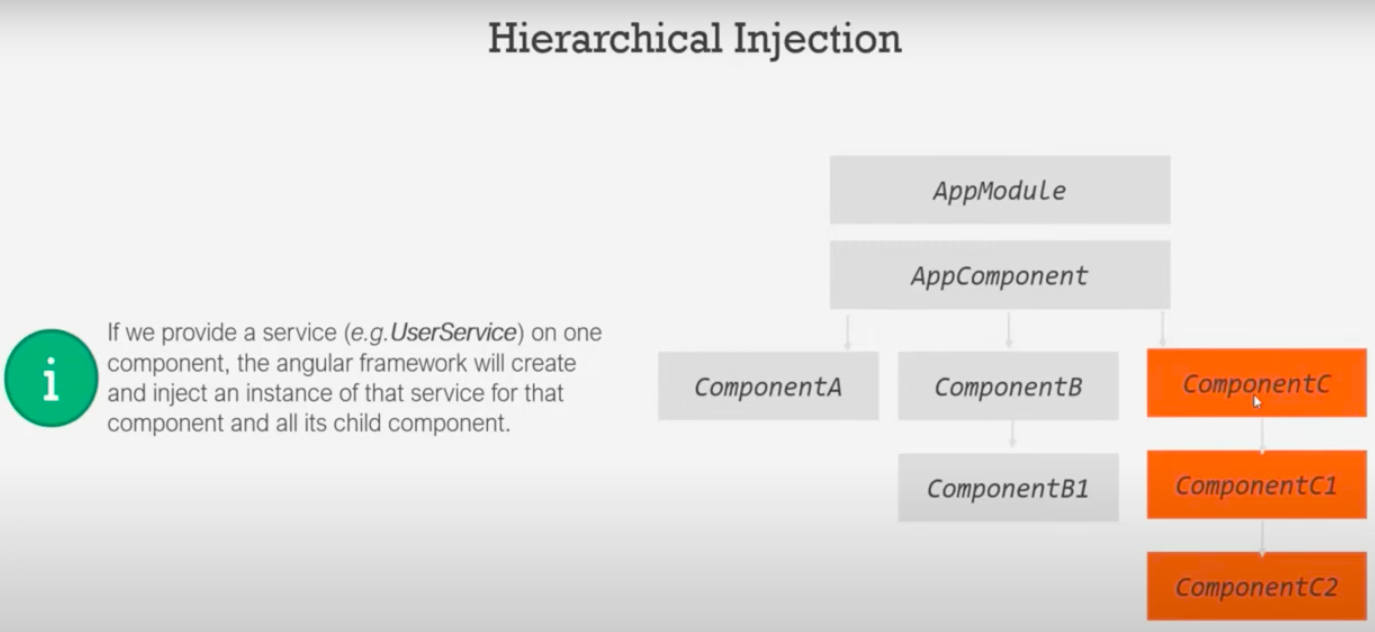 Hierarchical Injection
AppModule
AppComponent
If we provide a service (e.g.UserService) on one
component, the angular framework will create
and inject an instance of that service for that
component and all its child component.
i
ComponentA
ComponentB
ComponentC
ComponentB1
ComponentC1
ComponentC2